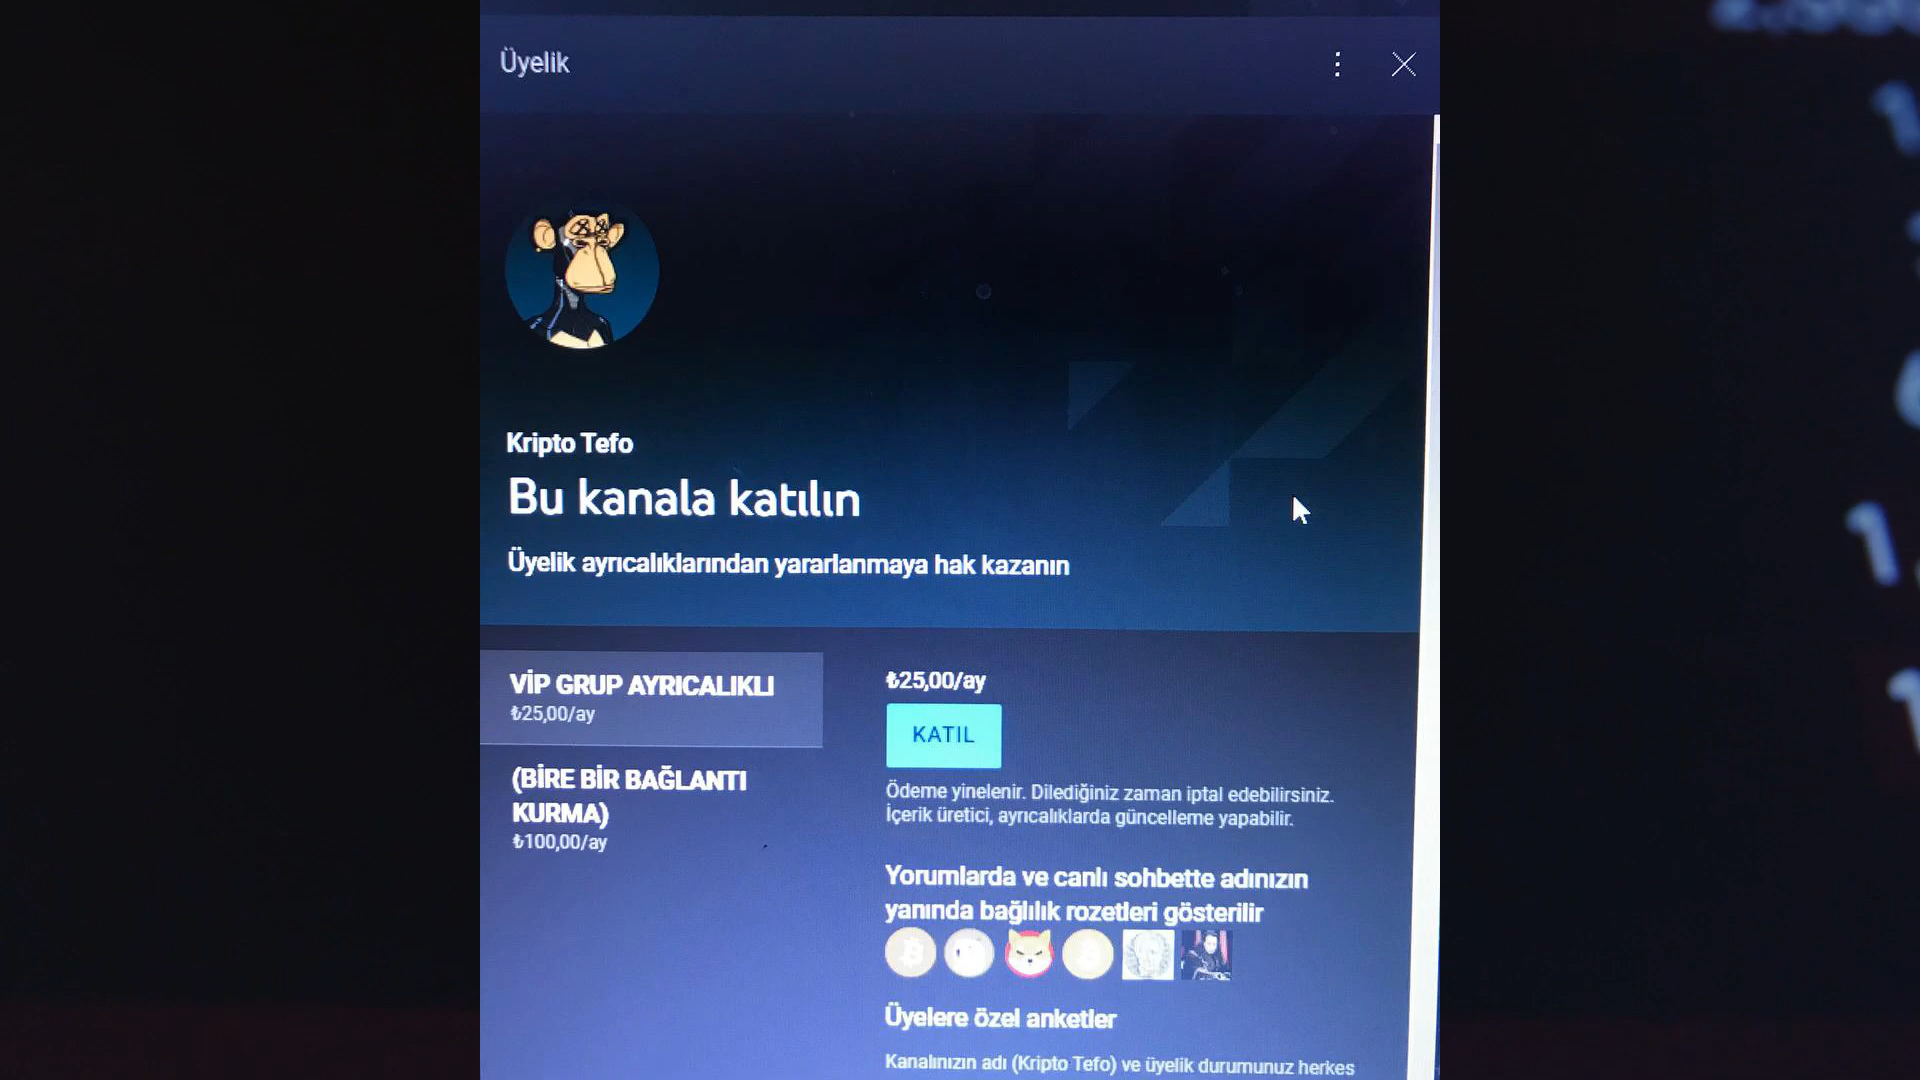 Üyelik
Kripto Tefo
Bu kanala katılın
Üyelik ayrıcalıklarından yararlanmaya hak kazanın
VİP GRUP AYRICALIKLI
₺25,00/ay
(BİRE BİR BAĞLANTI
KURMA)
₺100,00/ay
₺25,00/ay
KATIL
Ödeme yinelenir. Dilediğiniz zaman iptal edebilirsiniz.
İçerik üretici, ayrıcalıklarda güncelleme yapabilir.
Yorumlarda ve canlı sohbette adınızın
yanında bağlılık rozetleri gösterilir
Üyelere özel anketler
Kanalınızın adı (Kripto Tefo) ve üyelik durumunuz herkes